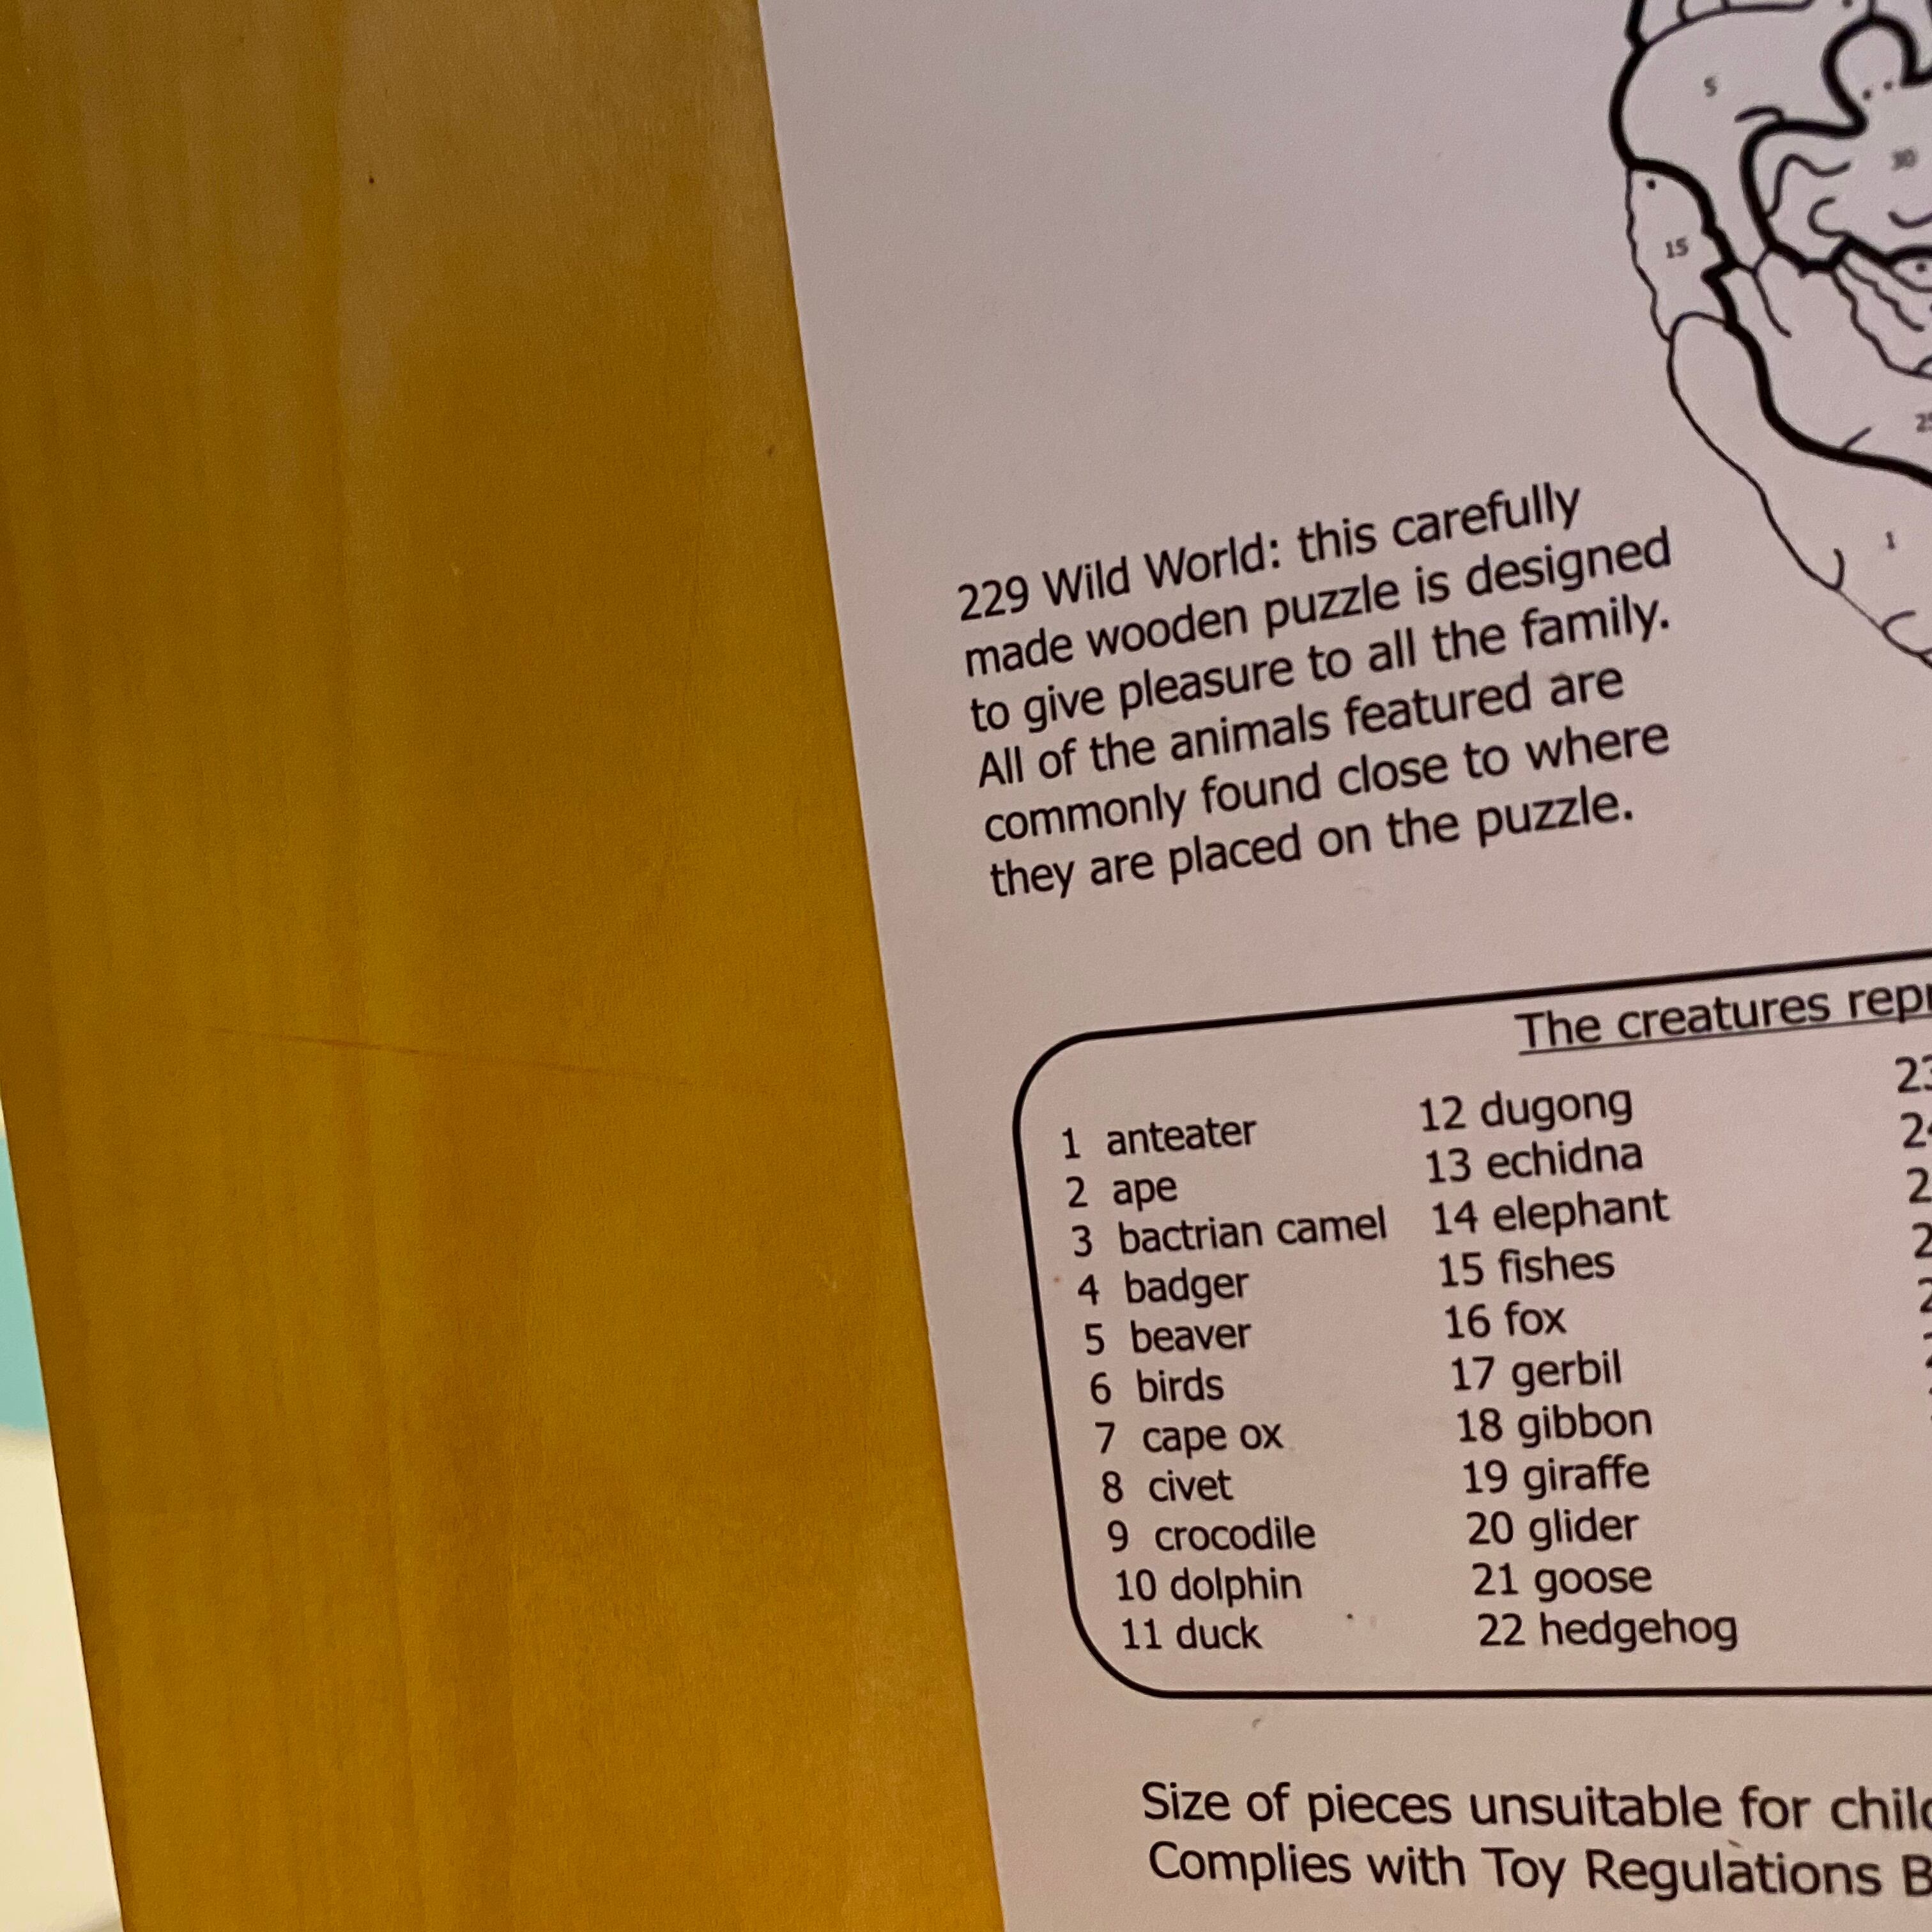 5
30
15
1
229 Wild World: this carefully
made wooden puzzle is designed
to give pleasure to all the family.
All of the animals featured are
commonly found close to where
they are placed on the puzzle.
The creatures
1 anteater
2 ape
3 bactrian camel
4 badger
5 beaver
6 birds
7 cape ox
8 civet
9 crocodile
10 dolphin
11 duck
12 dugong
13 echidna
14 elephant
15 fishes
16 fox
17 gerbil
18 gibbon
19 giraffe
20 glider
21 goose
22 hedgehog
Size of pieces unsuitable for
Complies with Toy Regulations